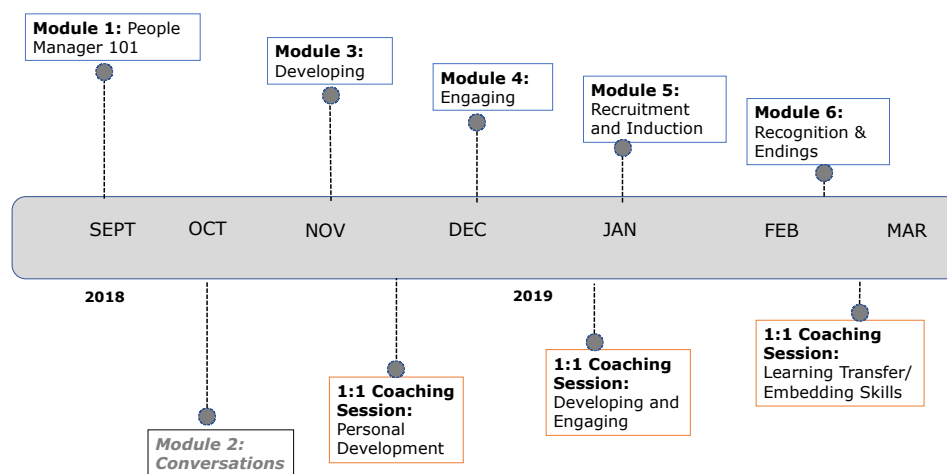 Module 1: People
Manager 101
Module 3:
Developing
Module 4:
Engaging
Module 5:
Recruitment
and Induction
Module 6:
Recognition &
Endings
SEPT OCT NOV DEC JAN FEB MAR
2018 2019
1:1 Coaching
Session:
Personal
Development
1:1 Coaching
Session:
Developing and
Engaging
1:1 Coaching
Session:
Learning Transfer/
Embedding Skills
Module 2:
Conversations